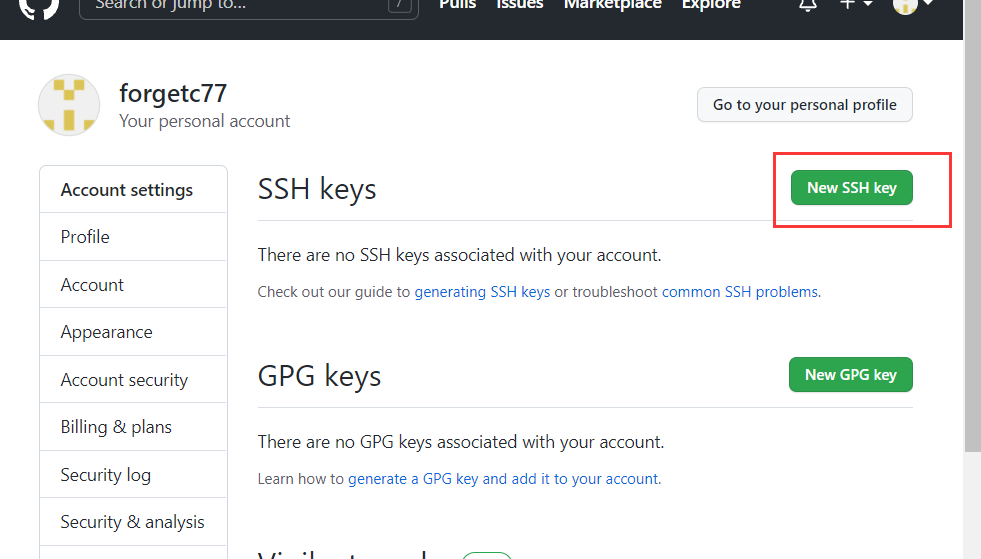 Search or jump to...
/
Pulls Issues Marketplace Explore
forgetc77
Your personal account
Go to your personal profile
Account settings
Profile
Account
Appearance
Account security
Billing & plans
Security log
Security & analysis
SSH keys
New SSH key
There are no SSH keys associated with your account.
Check out our guide to generating SSH keys or troubleshoot common SSH problems.
GPG keys
New GPG key
There are no GPG keys associated with your account.
Learn how to generate a GPG key and add it to your account.